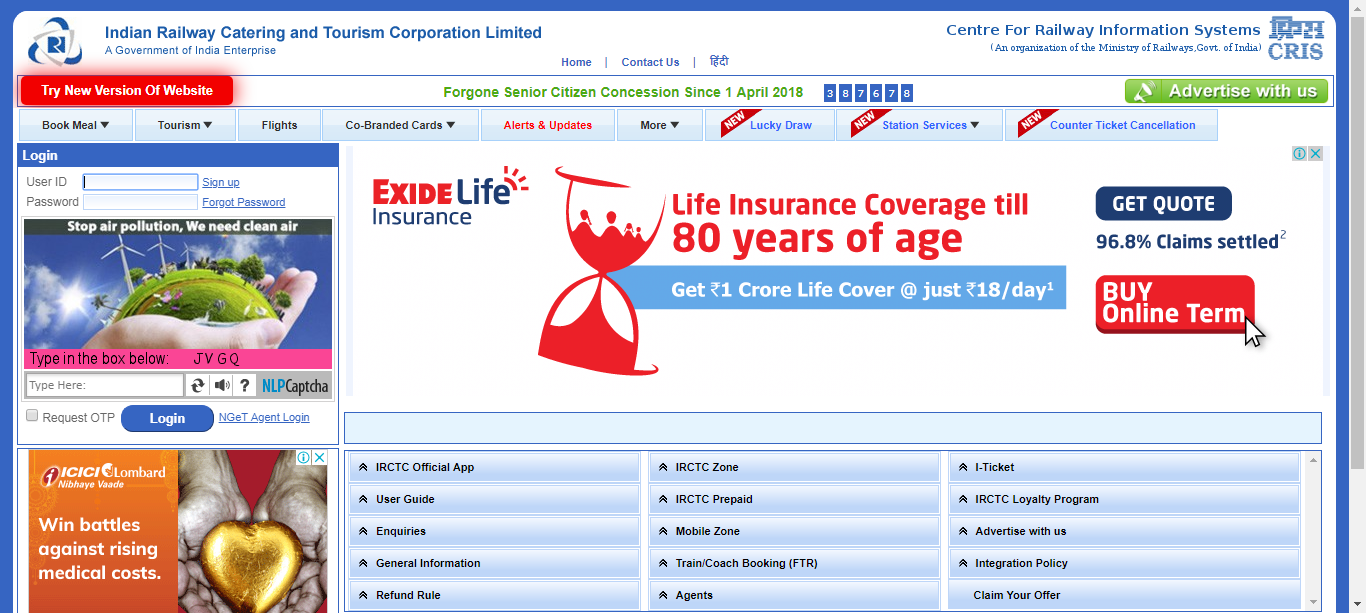 Indian Railway Catering and Tourism Corporation Limited
A Government of India Enterprise
Centre For Railway Information Systems
(An organization of the Ministry of Railways,Govt. of India)
CRIS
Home | Contact Us | हिंदी
Try New Version Of Website
Forgone Senior Citizen Concession Since 1 April 2018 3 8 7 6 7 8
Advertise with us
Book Meal
Tourism
Flights
Co-Branded Cards
Alerts & Updates
More
NEW Lucky Draw
NEW Station Services
NEW Counter Ticket Cancellation
Login
User ID Sign up
Password Forgot Password
Stop air pollution, We need clean air
Type in the box below: J V G Q
Type Here: ? NLPCaptcha
Request OTP Login NGeT Agent Login
EXIDE Life
Insurance
Life Insurance Coverage till
80 years of age
Get ₹1 Crore Life Cover @ just ₹18/day1
GET QUOTE
96.8% Claims settled2
BUY
Online Term
ICICI Lombard
Nibhaye Vaade
Win battles
against rising
medical costs.
IRCTC Official App
IRCTC Zone
I-Ticket
User Guide
IRCTC Prepaid
IRCTC Loyalty Program
Enquiries
Mobile Zone
Advertise with us
General Information
Train/Coach Booking (FTR)
Integration Policy
Refund Rule
Agents
Claim Your Offer